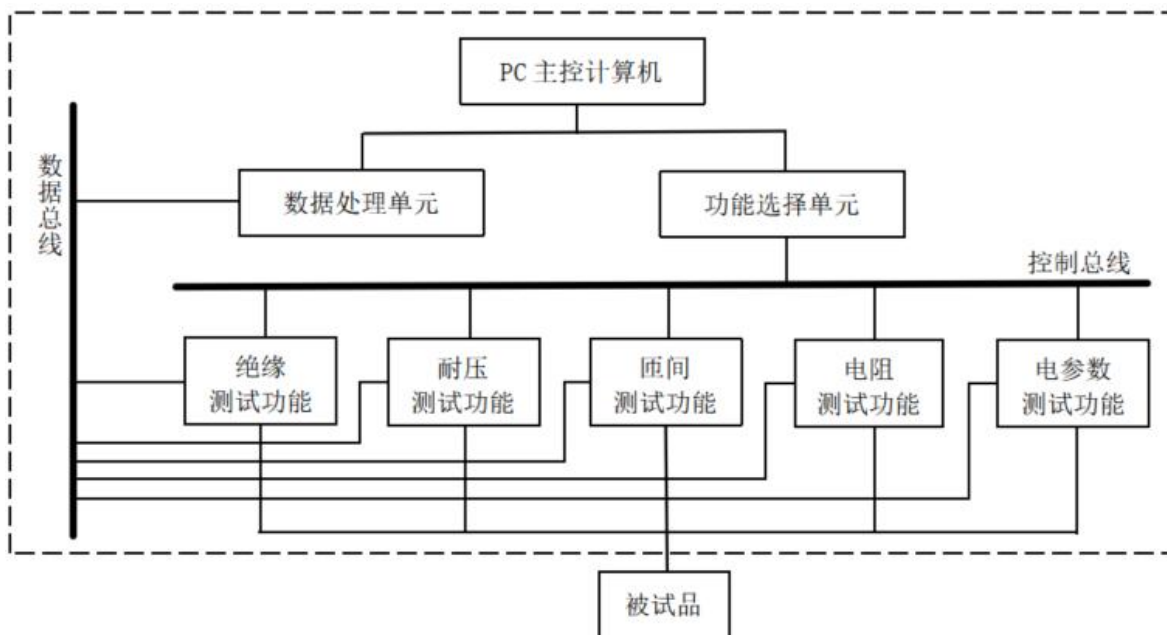 PC 主控计算机
数据总线
数据处理单元
功能选择单元
控制总线
绝缘
测试功能
耐压
测试功能
匝间
测试功能
电阻
测试功能
电参数
测试功能
被试品